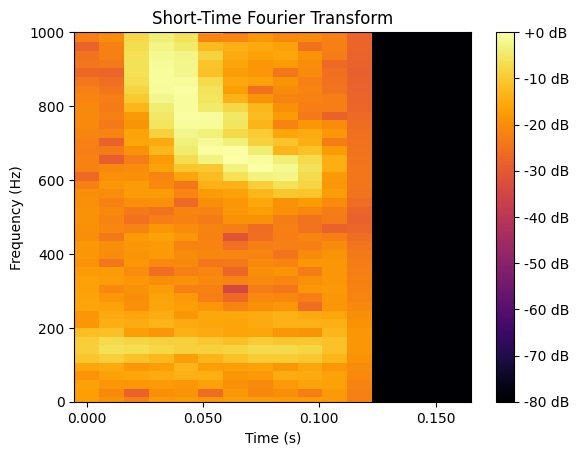 Short-Time Fourier Transform
1000
800
600
400
200
0
Frequency (Hz)
0.000
0.050
0.100
0.150
Time (s)
+0 dB
-10 dB
-20 dB
-30 dB
-40 dB
-50 dB
-60 dB
-70 dB
-80 dB